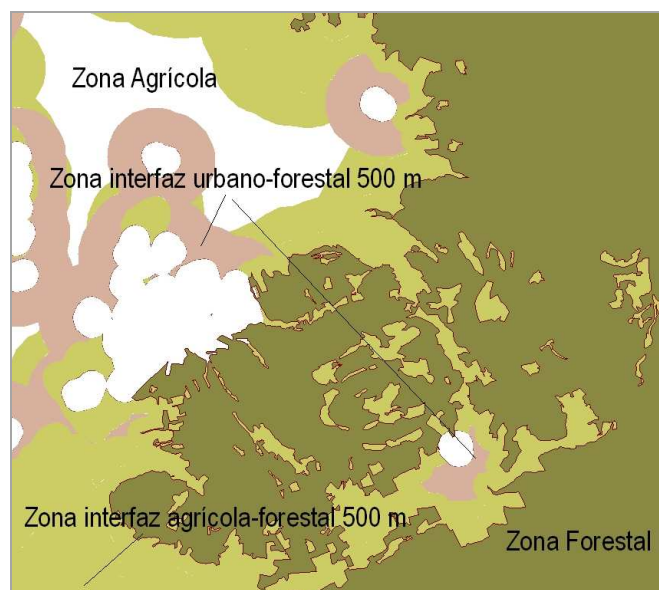 Zona Agrícola
Zona interfaz urbano-forestal 500 m
Zona interfaz agrícola-forestal 500 m
Zona Forestal